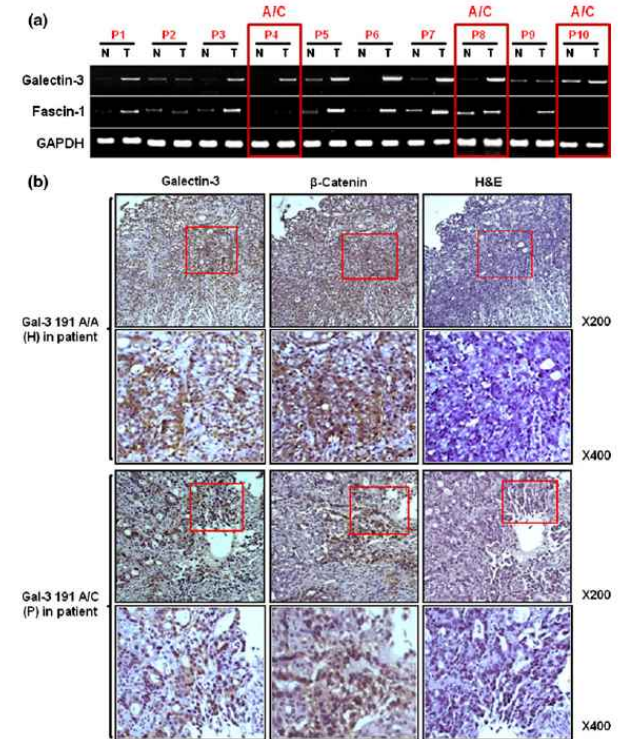 (a)
A/C A/C A/C
P1 P2 P3 P4 P5 P6 P7 P8 P9 P10
N T N T N T N T N T N T N T N T N T N T
Galectin-3
Fascin-1
GAPDH
(b)
Galectin-3 β-Catenin H&E
Gal-3 191 A/A
(H) in patient
X200
X400
Gal-3 191 A/C
(P) in patient
X200
X400